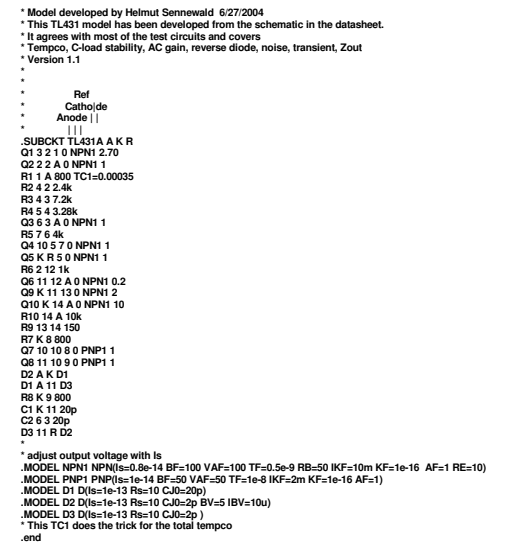 * Model developed by Helmut Sennewald  6/27/2004
* This TL431 model has been developed from the schematic in the datasheet.
* It agrees with most of the test circuits and covers
* Tempco, C-load stability, AC gain, reverse diode, noise, transient, Zout
* Version 1.1
*
*
*                Ref
*            Catho|de
*         Anode | |
*             | | |
.SUBCKT TL431A A K R
Q1 3 2 1 0 NPN1 2.70
Q2 2 2 A 0 NPN1 1
R1 1 A 800 TC1=0.00035
R2 4 2 2.4k
R3 4 3 7.2k
R4 5 4 3.28k
Q3 6 3 A 0 NPN1 1
R5 7 6 4k
Q4 10 5 7 0 NPN1 1
Q5 K R 5 0 NPN1 1
R6 2 12 1k
Q6 11 12 A 0 NPN1 0.2
Q9 K 11 13 0 NPN1 2
Q10 K 14 A 0 NPN1 10
R10 14 A 10k
R9 13 14 150
R7 K 8 800
Q7 10 10 8 0 PNP1 1
Q8 11 10 9 0 PNP1 1
D2 A K D1
D1 A 11 D3
R8 K 9 800
C1 K 11 20p
C2 6 3 20p
D3 11 R D2
*
* adjust output voltage with Is
.MODEL NPN1 NPN(Is=0.8e-14 BF=100 VAF=100 TF=0.5e-9 RB=50 IKF=10m KF=1e-16  AF=1 RE=10)
.MODEL PNP1 PNP(Is=1e-14 BF=50 VAF=50 TF=1e-8 IKF=2m KF=1e-16 AF=1)
.MODEL D1 D(Is=1e-13 Rs=10 CJ0=20p)
.MODEL D2 D(Is=1e-13 Rs=10 CJ0=2p BV=5 IBV=10u)
.MODEL D3 D(Is=1e-13 Rs=10 CJ0=2p )
* This TC1 does the trick for the total tempco
.end